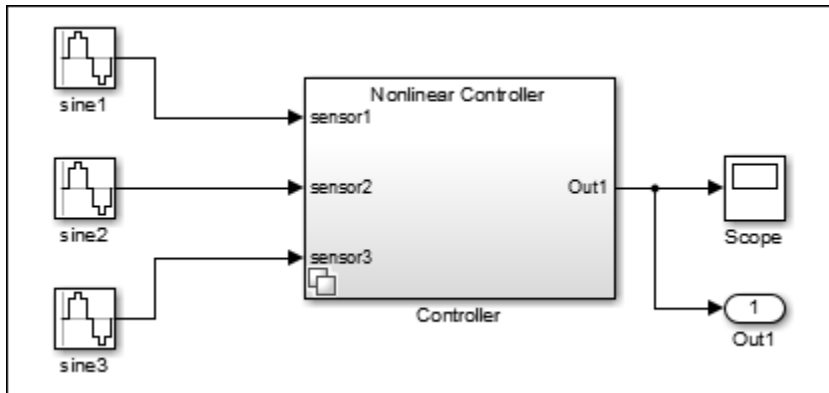 sine1
sine2
sine3
Nonlinear Controller
sensor1
sensor2
sensor3
Out1
Controller
Scope
1
Out1